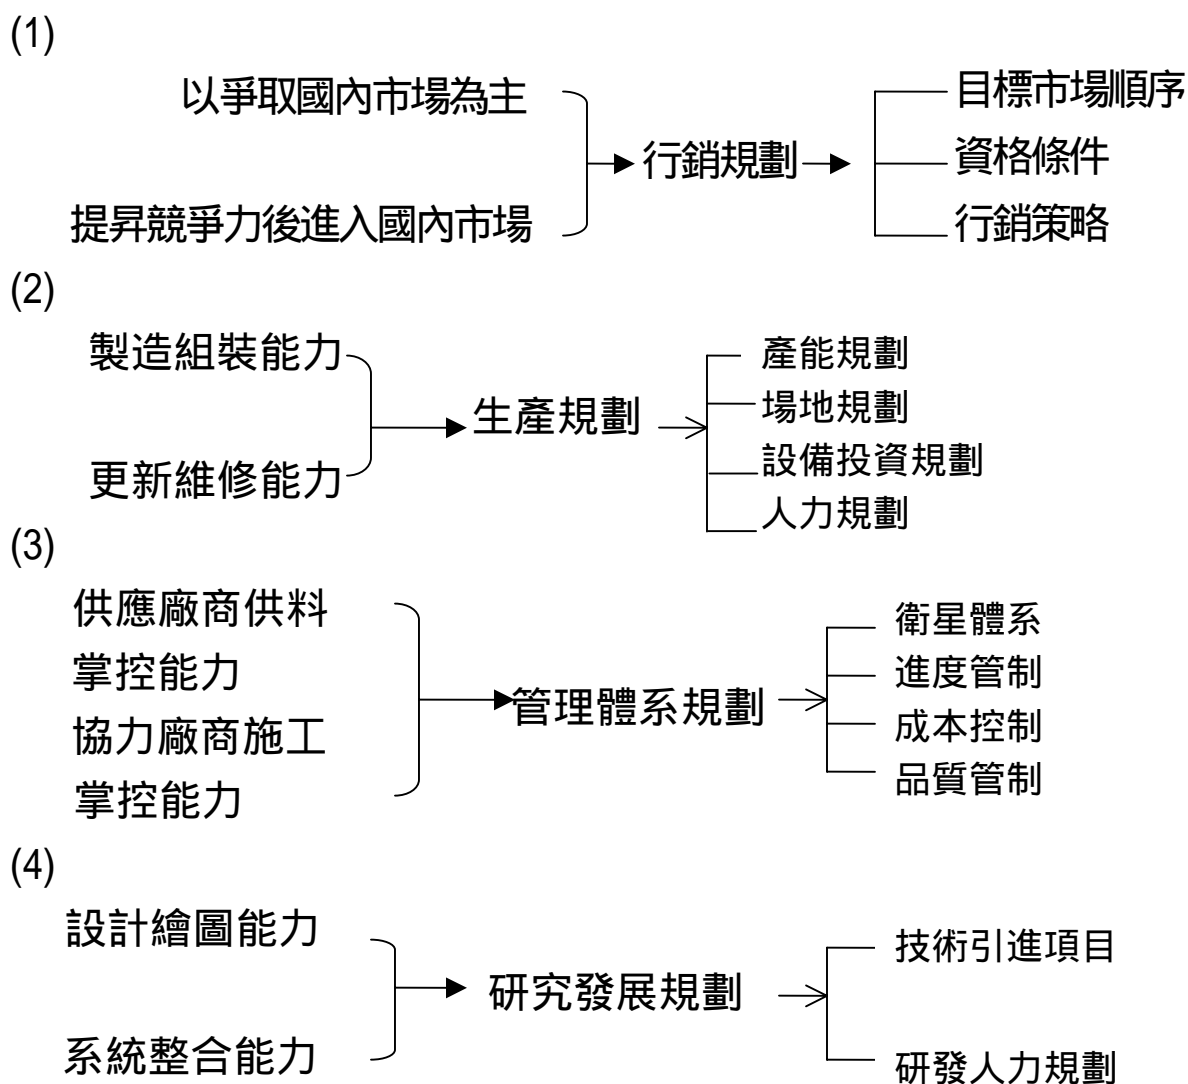 (1)
以爭取國內市場為主
提昇競爭力後進入國內市場
行銷規劃
目標市場順序
資格條件
行銷策略
(2)
製造組裝能力
更新維修能力
生產規劃
產能規劃
場地規劃
設備投資規劃
人力規劃
(3)
供應廠商供料
掌控能力
協力廠商施工
掌控能力
管理體系規劃
衛星體系
進度管制
成本控制
品質管制
(4)
設計繪圖能力
系統整合能力
研究發展規劃
技術引進項目
研發人力規劃